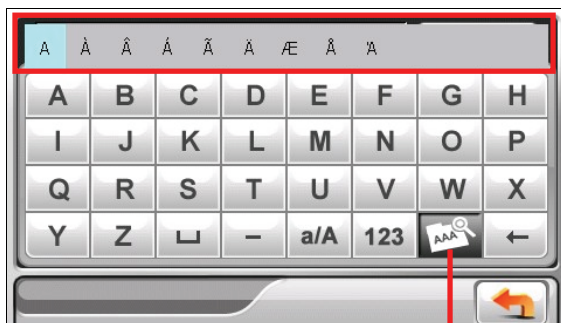 A À Â Á Ã Ä Æ Å Ά
A B C D E F G H
I J K L M N O P
Q R S T U V W X
Y Z ␣ – a/A 123 AAA ←